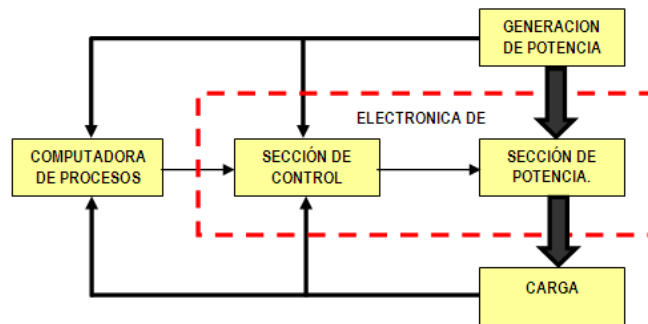 GENERACION
DE POTENCIA
ELECTRONICA DE
COMPUTADORA
DE PROCESOS
SECCIÓN DE
CONTROL
SECCIÓN DE
POTENCIA.
CARGA